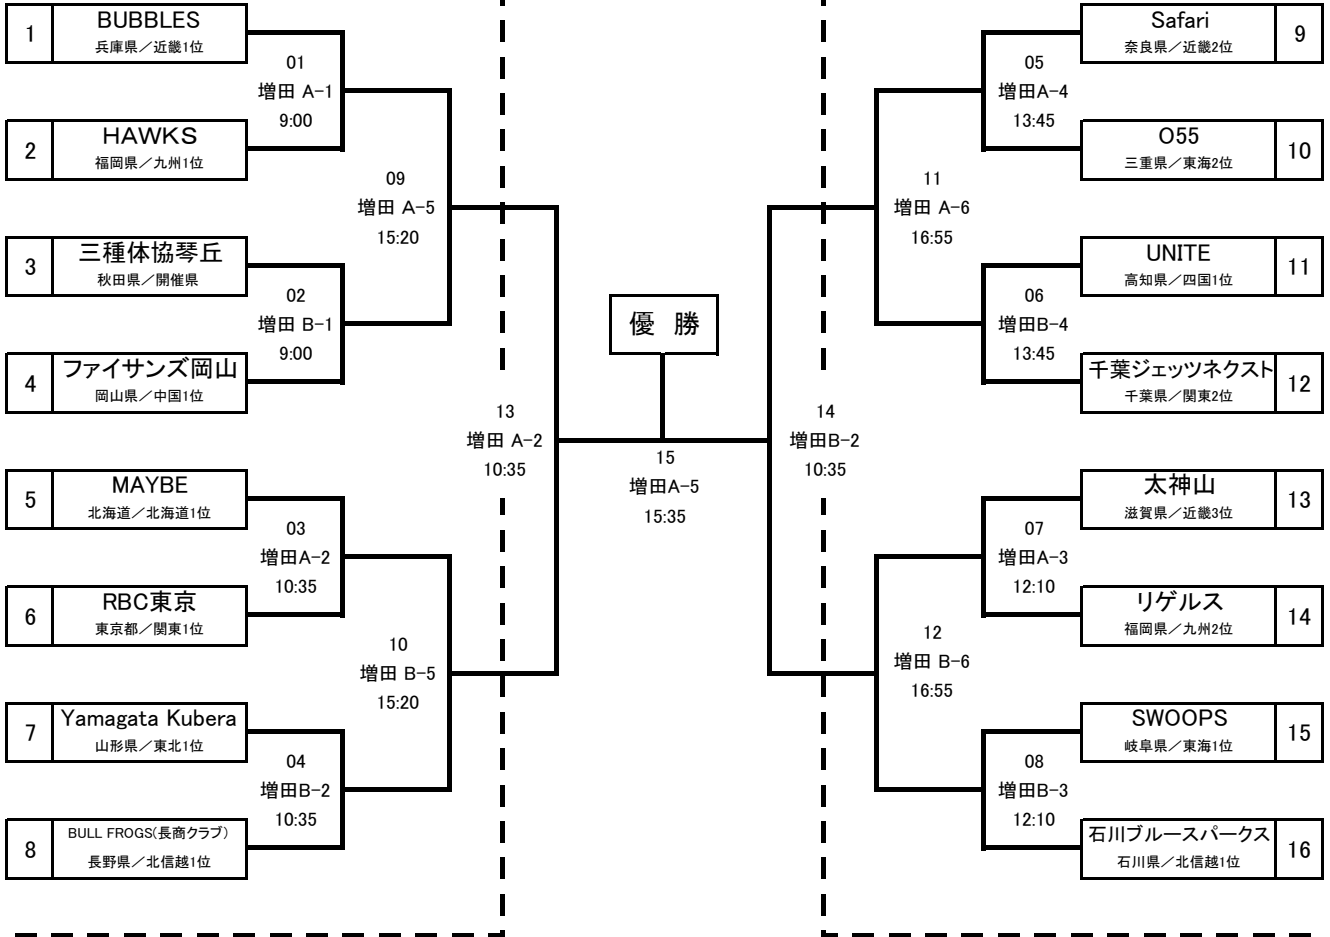 1
BUBBLES
兵庫県／近畿1位
01
増田 A-1
9:00
2
HAWKS
福岡県／九州1位
09
増田 A-5
15:20
3
三種体協琴丘
秋田県／開催県
02
増田 B-1
9:00
4
ファイサンズ岡山
岡山県／中国1位
13
増田 A-2
10:35
5
MAYBE
北海道／北海道1位
03
増田A-2
10:35
6
RBC東京
東京都／関東1位
10
増田 B-5
15:20
7
Yamagata Kubera
山形県／東北1位
04
増田B-2
10:35
8
BULL FROGS(長商クラブ)
長野県／北信越1位
優 勝
15
増田A-5
15:35
Safari
奈良県／近畿2位
9
05
増田A-4
13:45
O55
三重県／東海2位
10
11
増田 A-6
16:55
UNITE
高知県／四国1位
11
06
増田B-4
13:45
千葉ジェッツネクスト
千葉県／関東2位
12
14
増田B-2
10:35
太神山
滋賀県／近畿3位
13
07
増田A-3
12:10
リゲルス
福岡県／九州2位
14
12
増田 B-6
16:55
SWOOPS
岐阜県／東海1位
15
08
増田B-3
12:10
石川ブルースパークス
石川県／北信越1位
16